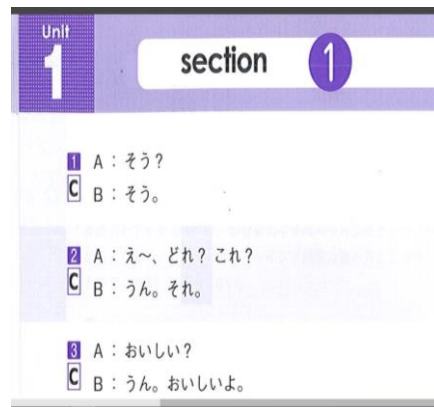 Unit
1
section 1
1 A：そう？
C B：そう。
2 A：え〜、どれ？これ？
C B：うん。それ。
3 A：おいしい？
C B：うん。おいしいよ。